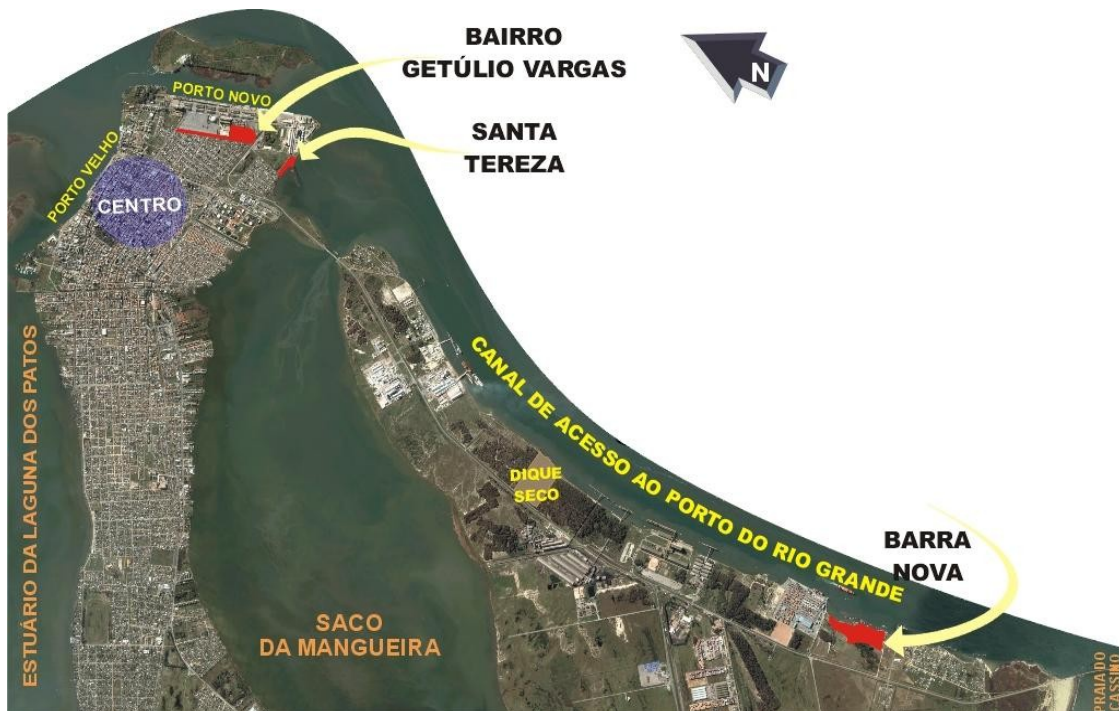 BAIRRO
GETÚLIO VARGAS
N
PORTO NOVO
SANTA
TEREZA
PORTO VELHO
CENTRO
ESTUÁRIO DA LAGUNA DOS PATOS
CANAL DE ACESSO AO PORTO DO RIO GRANDE
DIQUE
SECO
BARRA
NOVA
SACO
DA MANGUEIRA
PRAIA DO
CASSINO